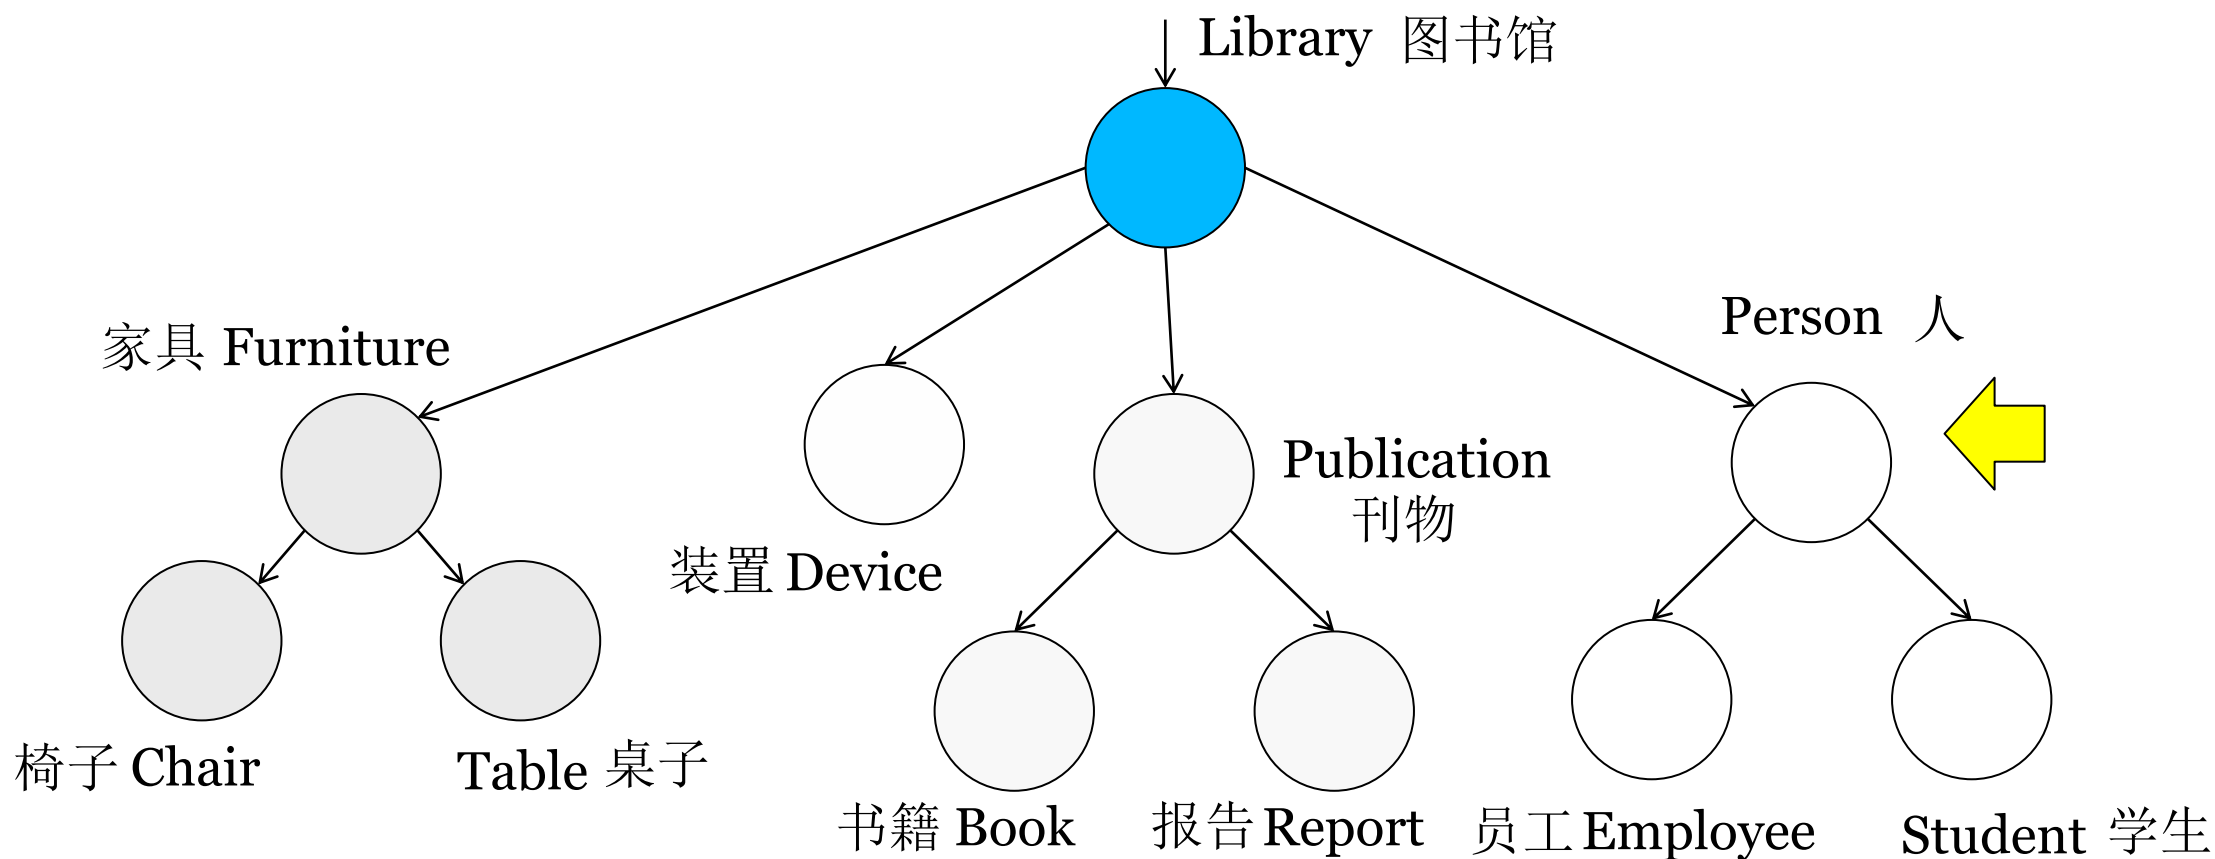 Library 图书馆
Person 人
家具 Furniture
Publication
刊物
装置 Device
椅子 Chair
Table 桌子
书籍 Book
报告 Report
员工 Employee
Student 学生